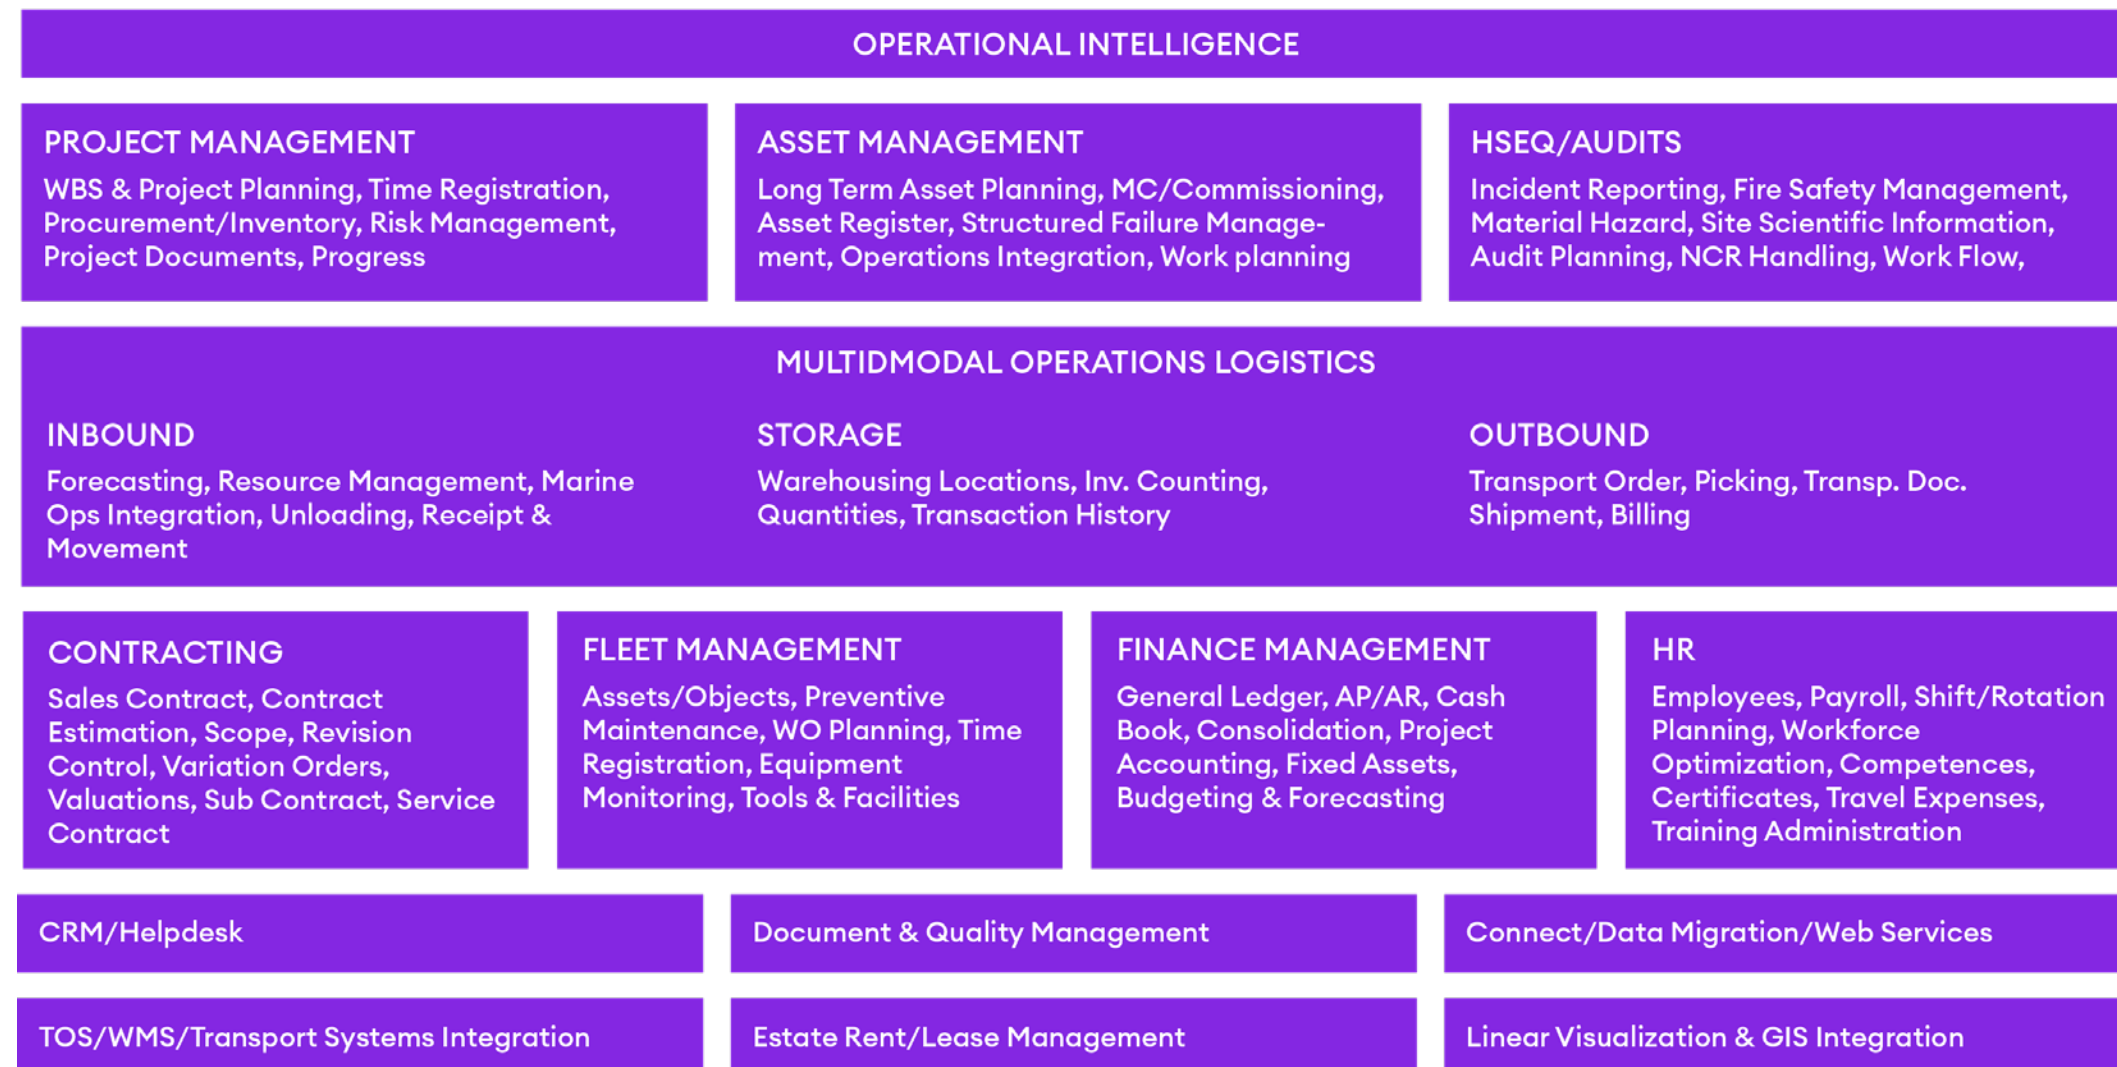 OPERATIONAL INTELLIGENCE
PROJECT MANAGEMENT
WBS & Project Planning, Time Registration,
Procurement/Inventory, Risk Management,
Project Documents, Progress
ASSET MANAGEMENT
Long Term Asset Planning, MC/Commissioning,
Asset Register, Structured Failure Manage-
ment, Operations Integration, Work planning
HSEQ/AUDITS
Incident Reporting, Fire Safety Management,
Material Hazard, Site Scientific Information,
Audit Planning, NCR Handling, Work Flow,
MULTIDMODAL OPERATIONS LOGISTICS
INBOUND
Forecasting, Resource Management, Marine
Ops Integration, Unloading, Receipt &
Movement
STORAGE
Warehousing Locations, Inv. Counting,
Quantities, Transaction History
OUTBOUND
Transport Order, Picking, Transp. Doc.
Shipment, Billing
CONTRACTING
Sales Contract, Contract
Estimation, Scope, Revision
Control, Variation Orders,
Valuations, Sub Contract, Service
Contract
FLEET MANAGEMENT
Assets/Objects, Preventive
Maintenance, WO Planning, Time
Registration, Equipment
Monitoring, Tools & Facilities
FINANCE MANAGEMENT
General Ledger, AP/AR, Cash
Book, Consolidation, Project
Accounting, Fixed Assets,
Budgeting & Forecasting
HR
Employees, Payroll, Shift/Rotation
Planning, Workforce
Optimization, Competences,
Certificates, Travel Expenses,
Training Administration
CRM/Helpdesk
Document & Quality Management
Connect/Data Migration/Web Services
TOS/WMS/Transport Systems Integration
Estate Rent/Lease Management
Linear Visualization & GIS Integration